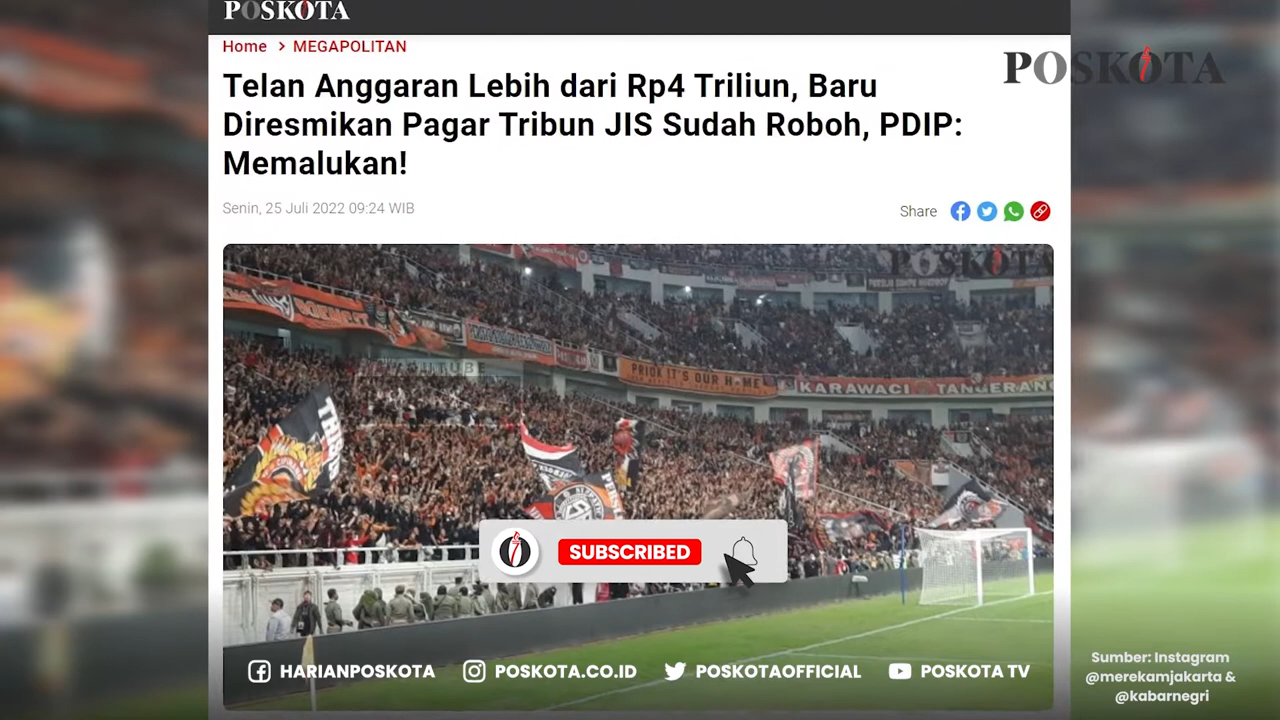 POSKOTA
Home > MEGAPOLITAN
POSKOTA
Telan Anggaran Lebih dari Rp4 Triliun, Baru
Diresmikan Pagar Tribun JIS Sudah Roboh, PDIP:
Memalukan!
Senin, 25 Juli 2022 09:24 WIB
Share
POSKOTA
PRIOK IT'S OUR HOME
KARAWACI TANGERANG
SUBSCRIBED
HARIANPOSKOTA
POSKOTA.CO.ID
POSKOTAOFFICIAL
POSKOTA TV
Sumber: Instagram
@merekamjakarta &
@kabarnegri